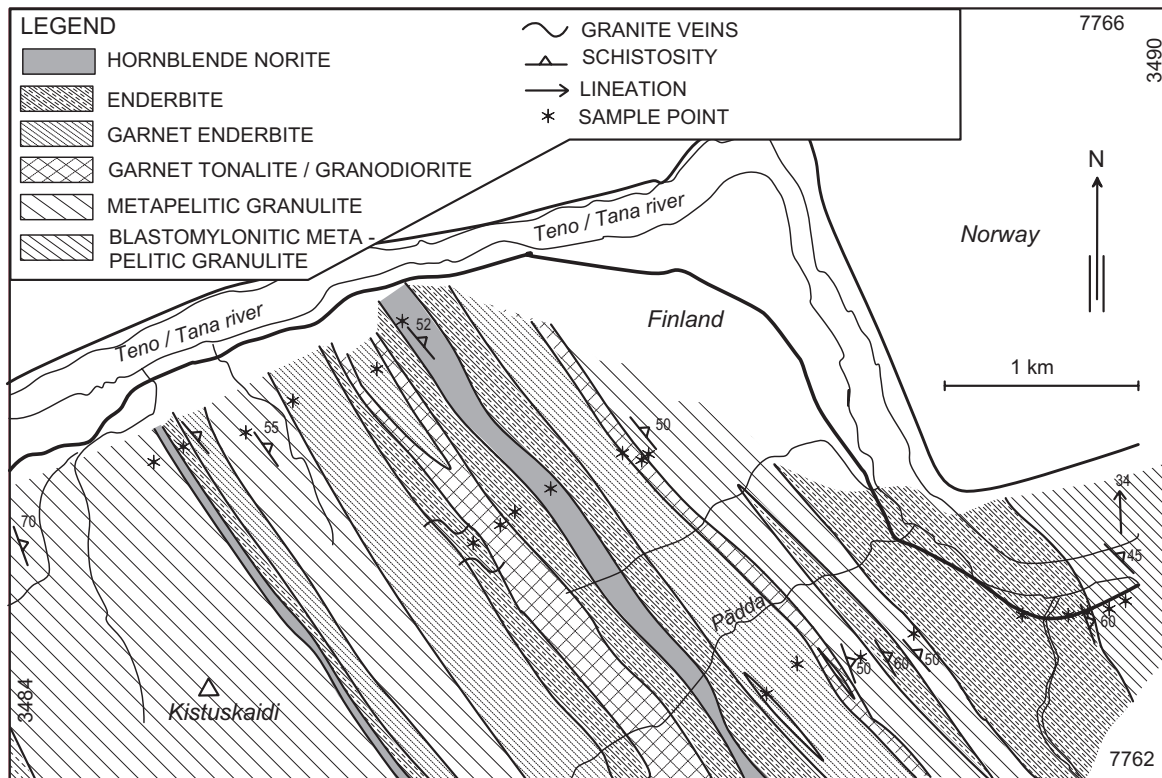 LEGEND
HORNBLENDE NORITE
ENDERBITE
GARNET ENDERBITE
GARNET TONALITE / GRANODIORITE
METAPELITIC GRANULITE
BLASTOMYLONITIC META -
PELITIC GRANULITE
GRANITE VEINS
SCHISTOSITY
LINEATION
SAMPLE POINT
7766
3490
N
Norway
Teno / Tana river
Teno / Tana river
Finland
1 km
52
50
55
70
34
45
60
Pådda
50
60
50
3484
Kistuskaidi
7762